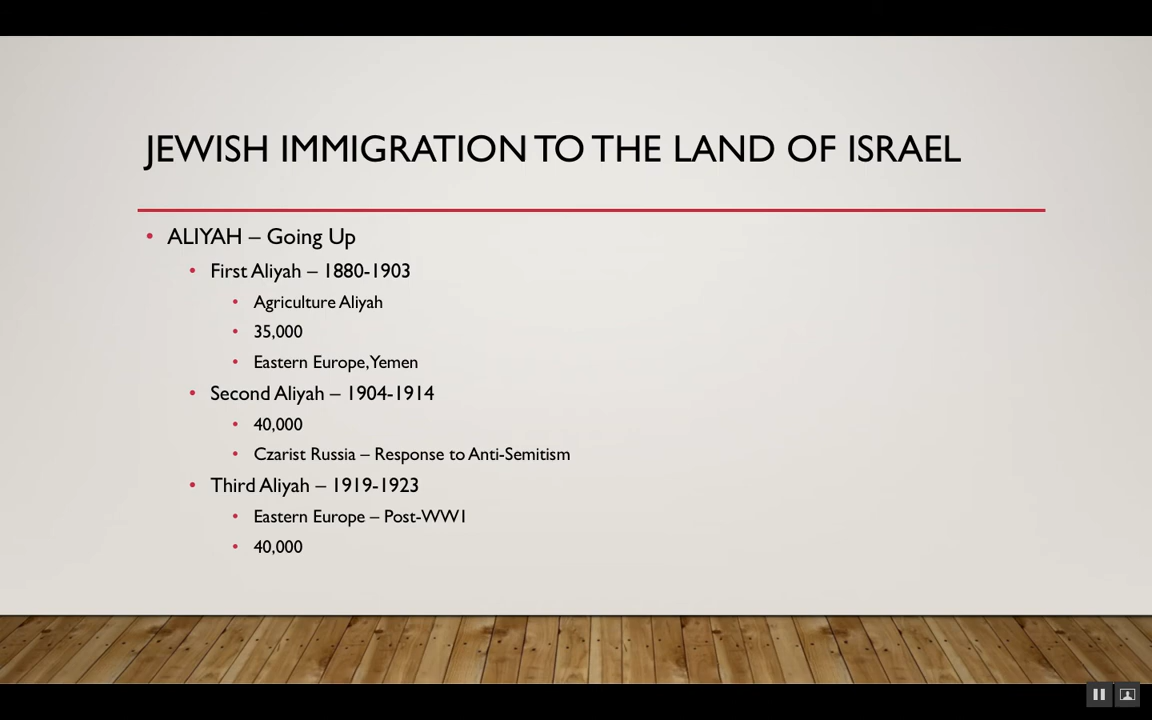 JEWISH IMMIGRATION TO THE LAND OF ISRAEL
• ALIYAH – Going Up
• First Aliyah – 1880-1903
• Agriculture Aliyah
• 35,000
• Eastern Europe, Yemen
• Second Aliyah – 1904-1914
• 40,000
• Czarist Russia – Response to Anti-Semitism
• Third Aliyah – 1919-1923
• Eastern Europe – Post-WW1
• 40,000